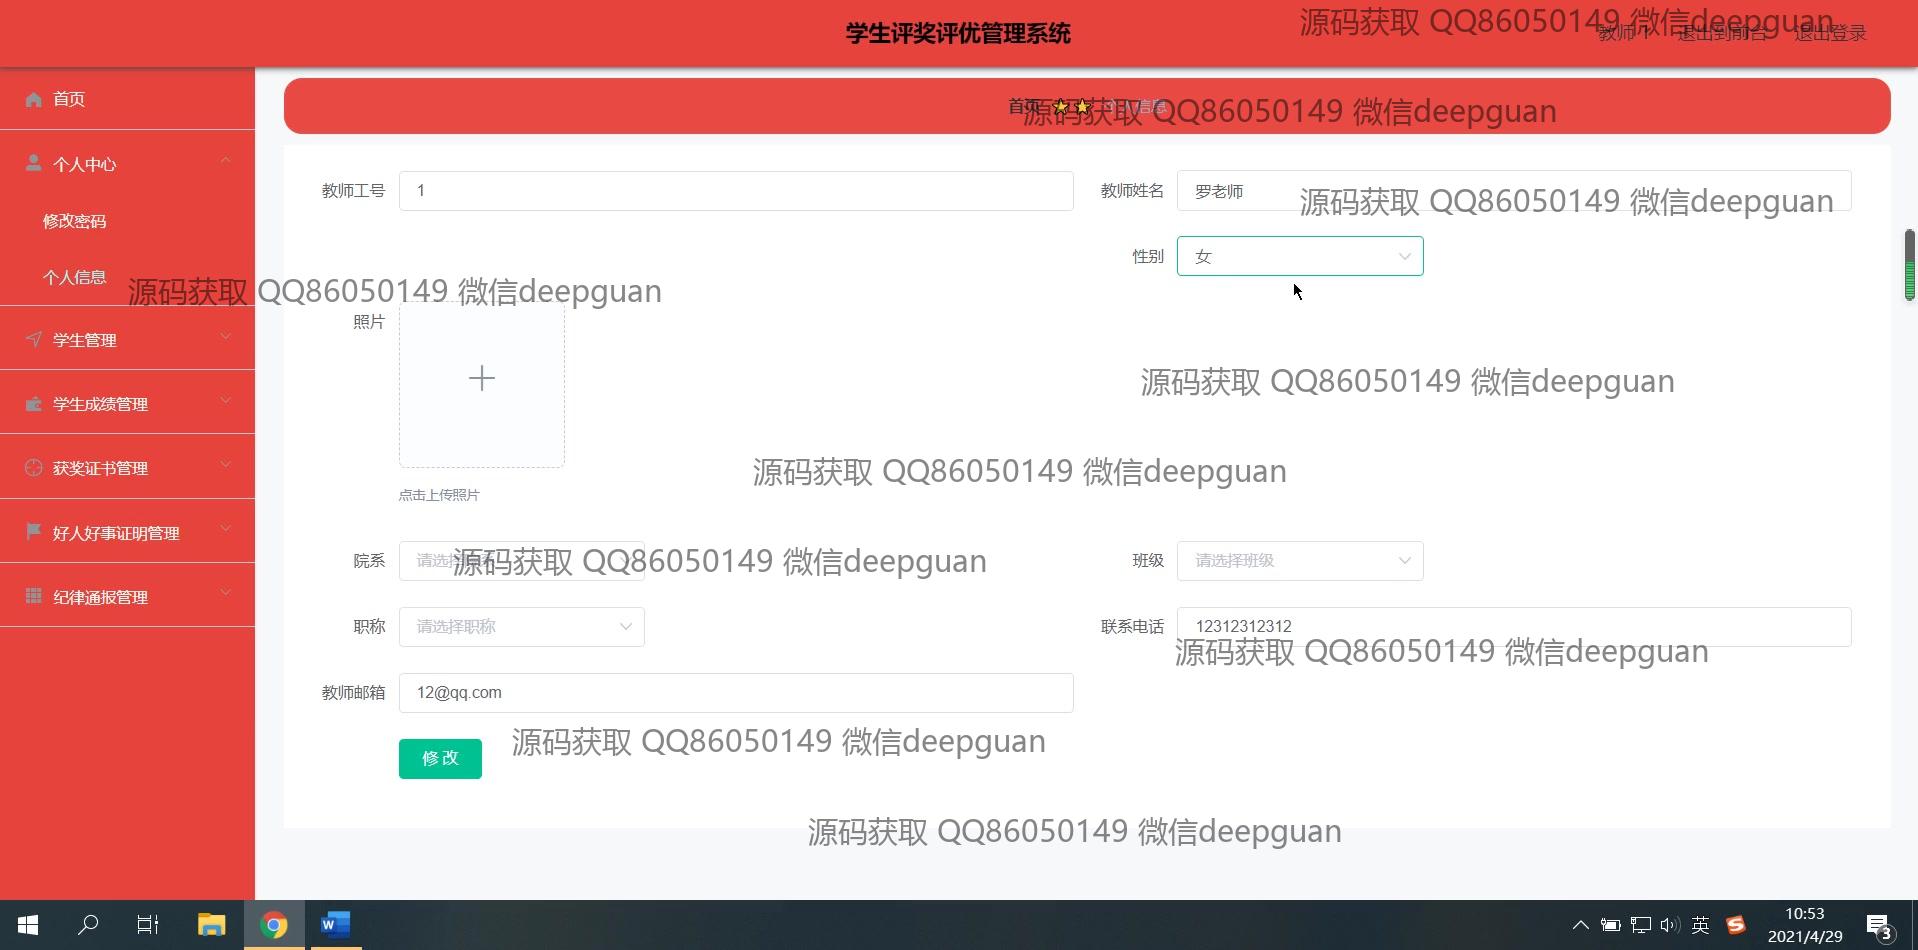 学生评奖评优管理系统
源码获取 QQ86050149 微信deepguan
教师 1 退出到前台 退出登录
首页
首页 个人信息
源码获取 QQ86050149 微信deepguan
个人中心
修改密码
个人信息
学生管理
学生成绩管理
获奖证书管理
好人好事证明管理
纪律通报管理
教师工号 1
教师姓名 罗老师
源码获取 QQ86050149 微信deepguan
性别 女
源码获取 QQ86050149 微信deepguan
照片
源码获取 QQ86050149 微信deepguan
源码获取 QQ86050149 微信deepguan
点击上传照片
院系 请选择院系
源码获取 QQ86050149 微信deepguan
班级 请选择班级
职称 请选择职称
联系电话 12312312312
源码获取 QQ86050149 微信deepguan
教师邮箱 12@qq.com
修改
源码获取 QQ86050149 微信deepguan
源码获取 QQ86050149 微信deepguan
英
10:53
2021/4/29
3